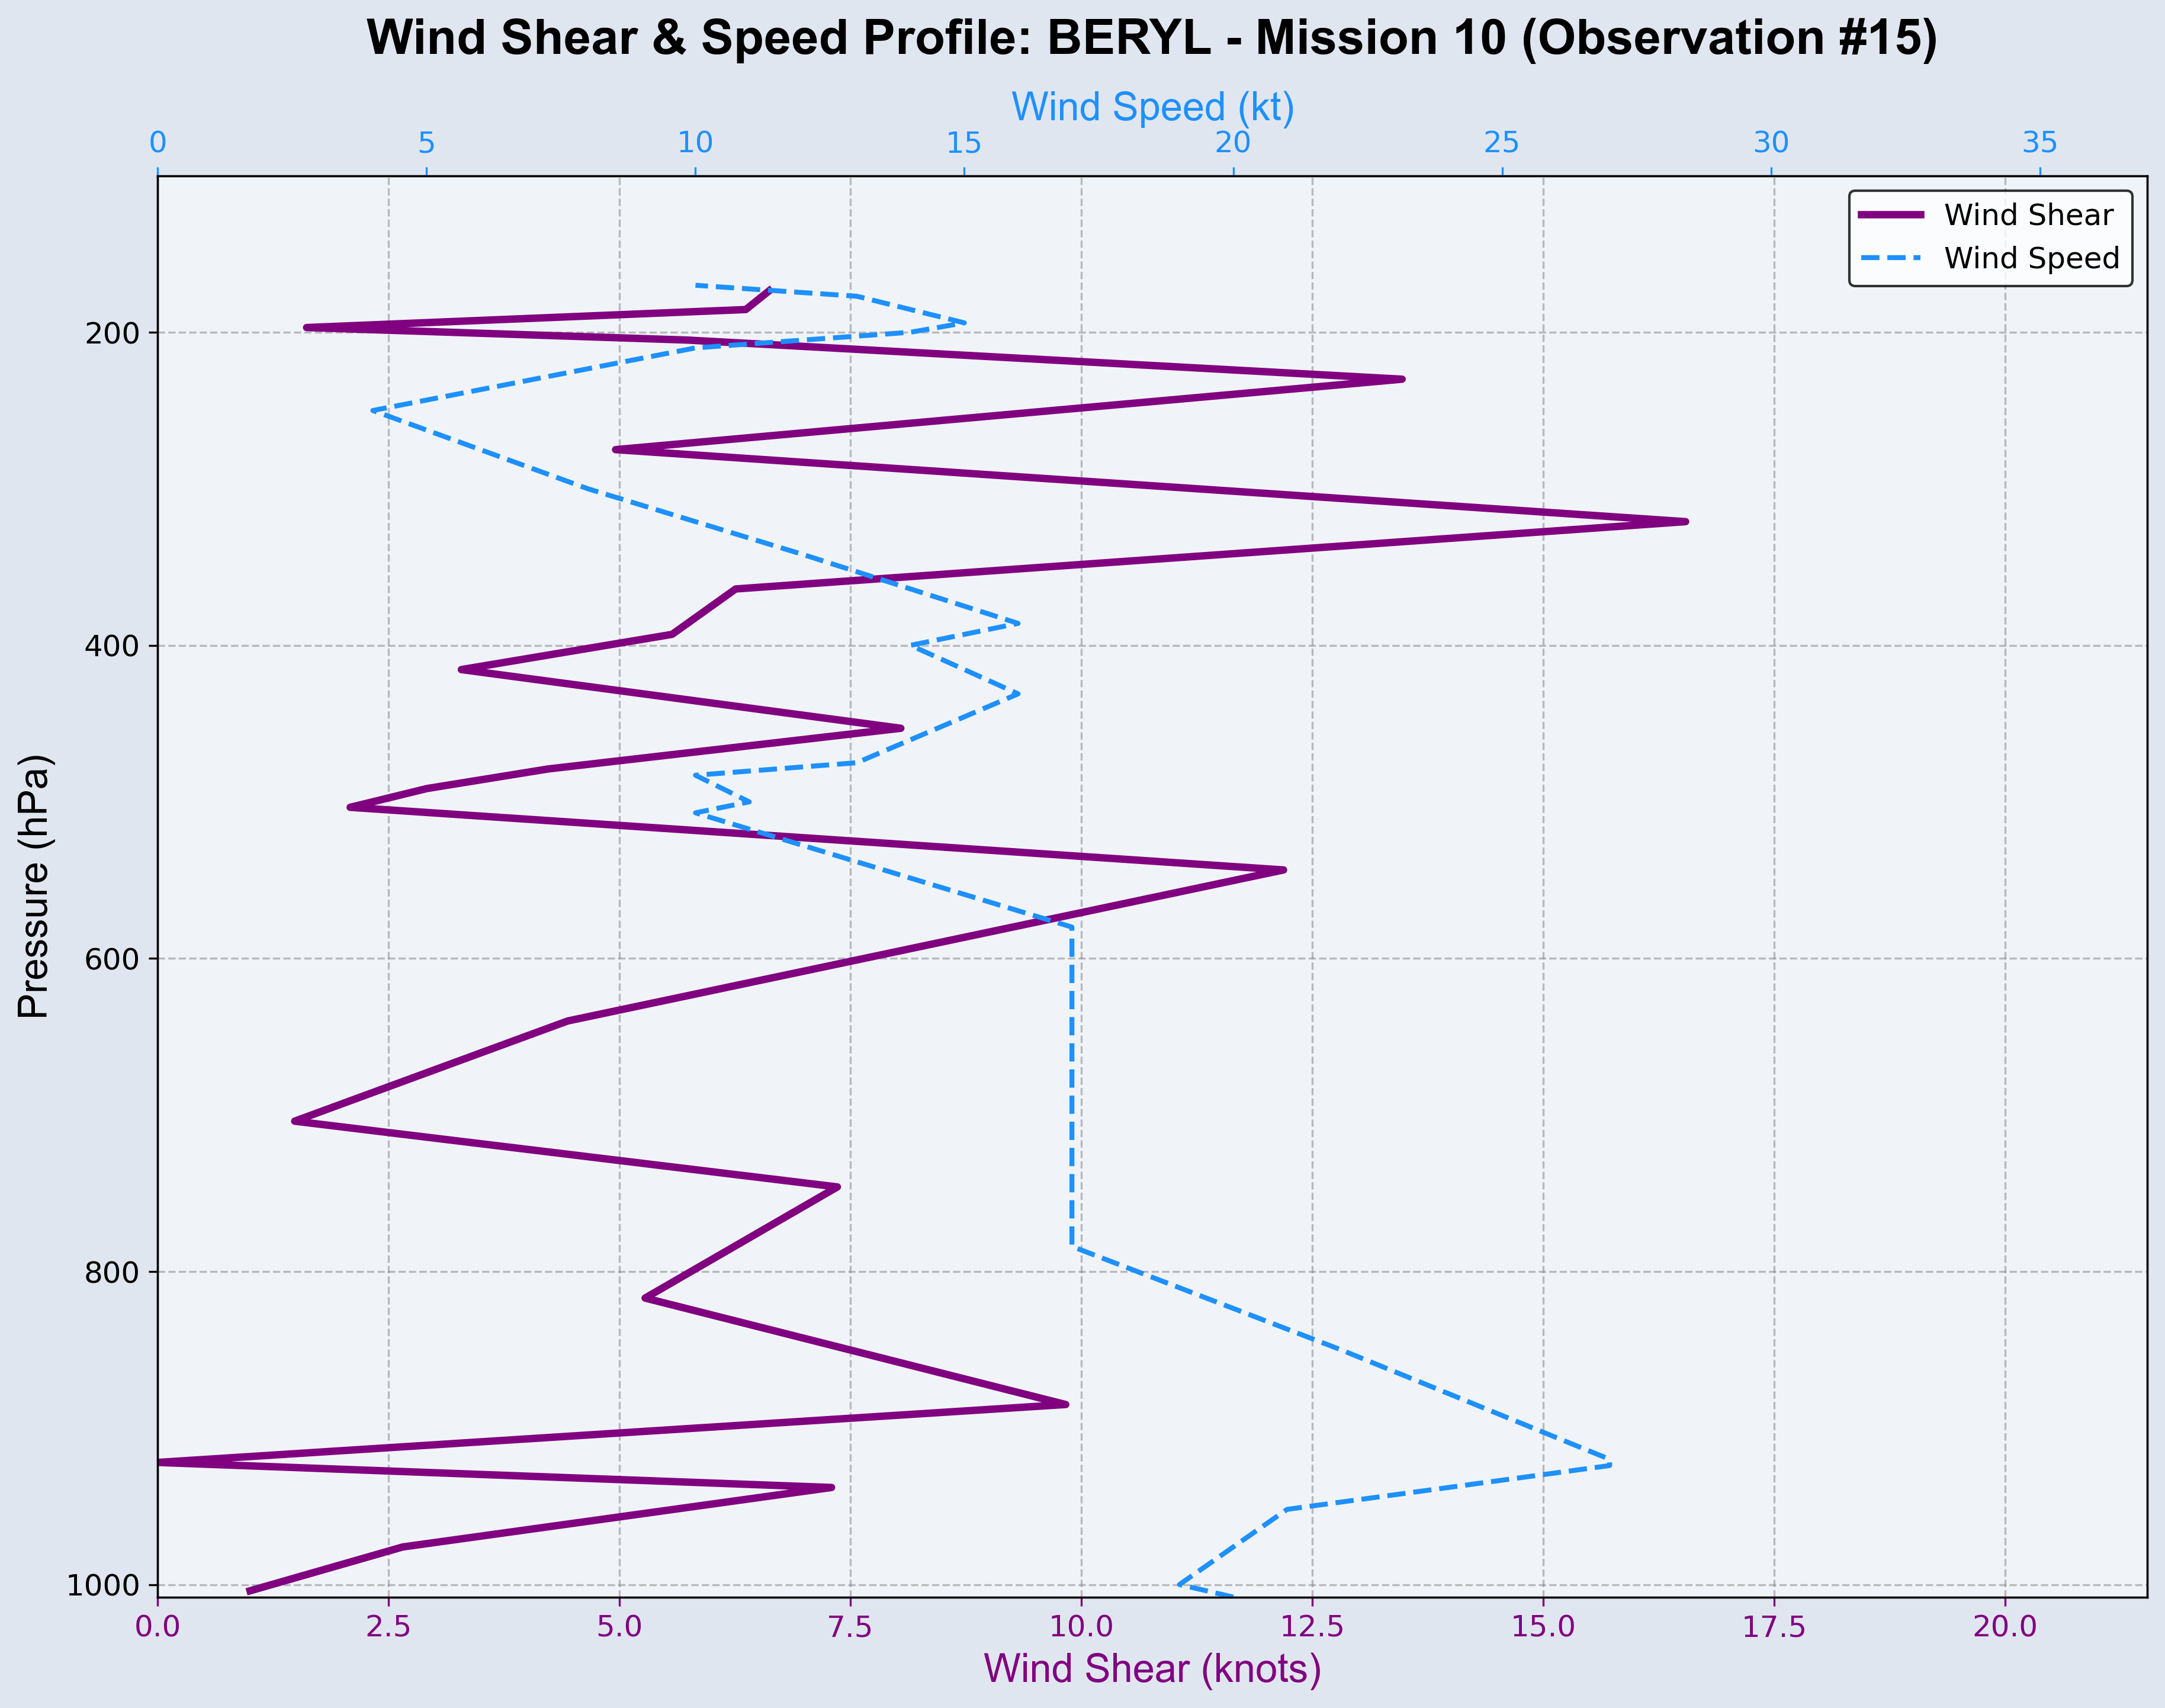 Wind Shear & Speed Profile: BERYL - Mission 10 (Observation #15)
Wind Speed (kt)
0 5 10 15 20 25 30 35
Wind Shear
Wind Speed
Pressure (hPa)
200
400
600
800
1000
0.0 2.5 5.0 7.5 10.0 12.5 15.0 17.5 20.0
Wind Shear (knots)